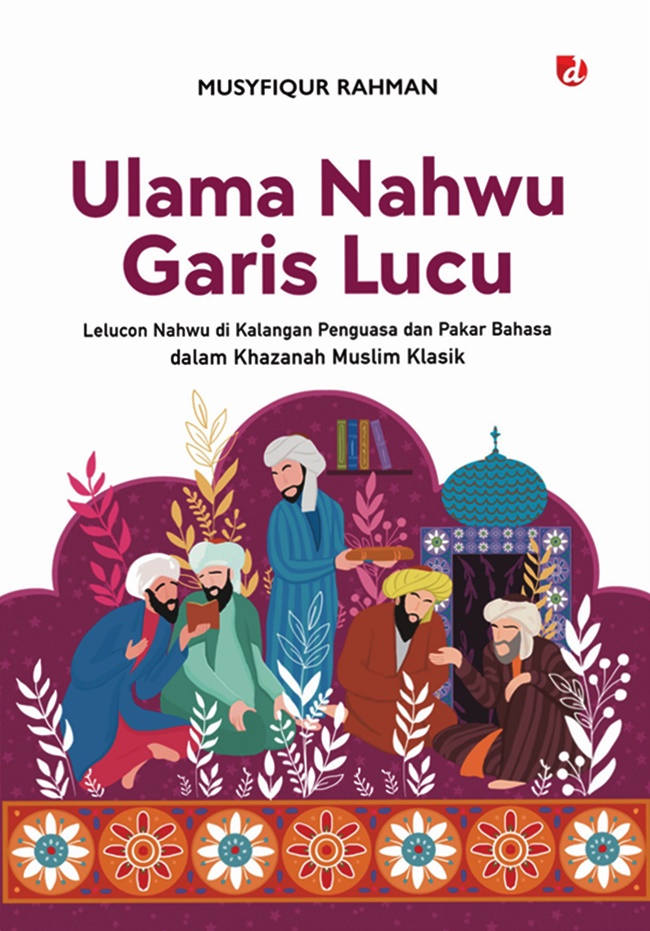 MUSYFIQUR RAHMAN
d
Ulama Nahwu
Garis Lucu
Lelucon Nahwu di Kalangan Penguasa dan Pakar Bahasa
dalam Khazanah Muslim Klasik